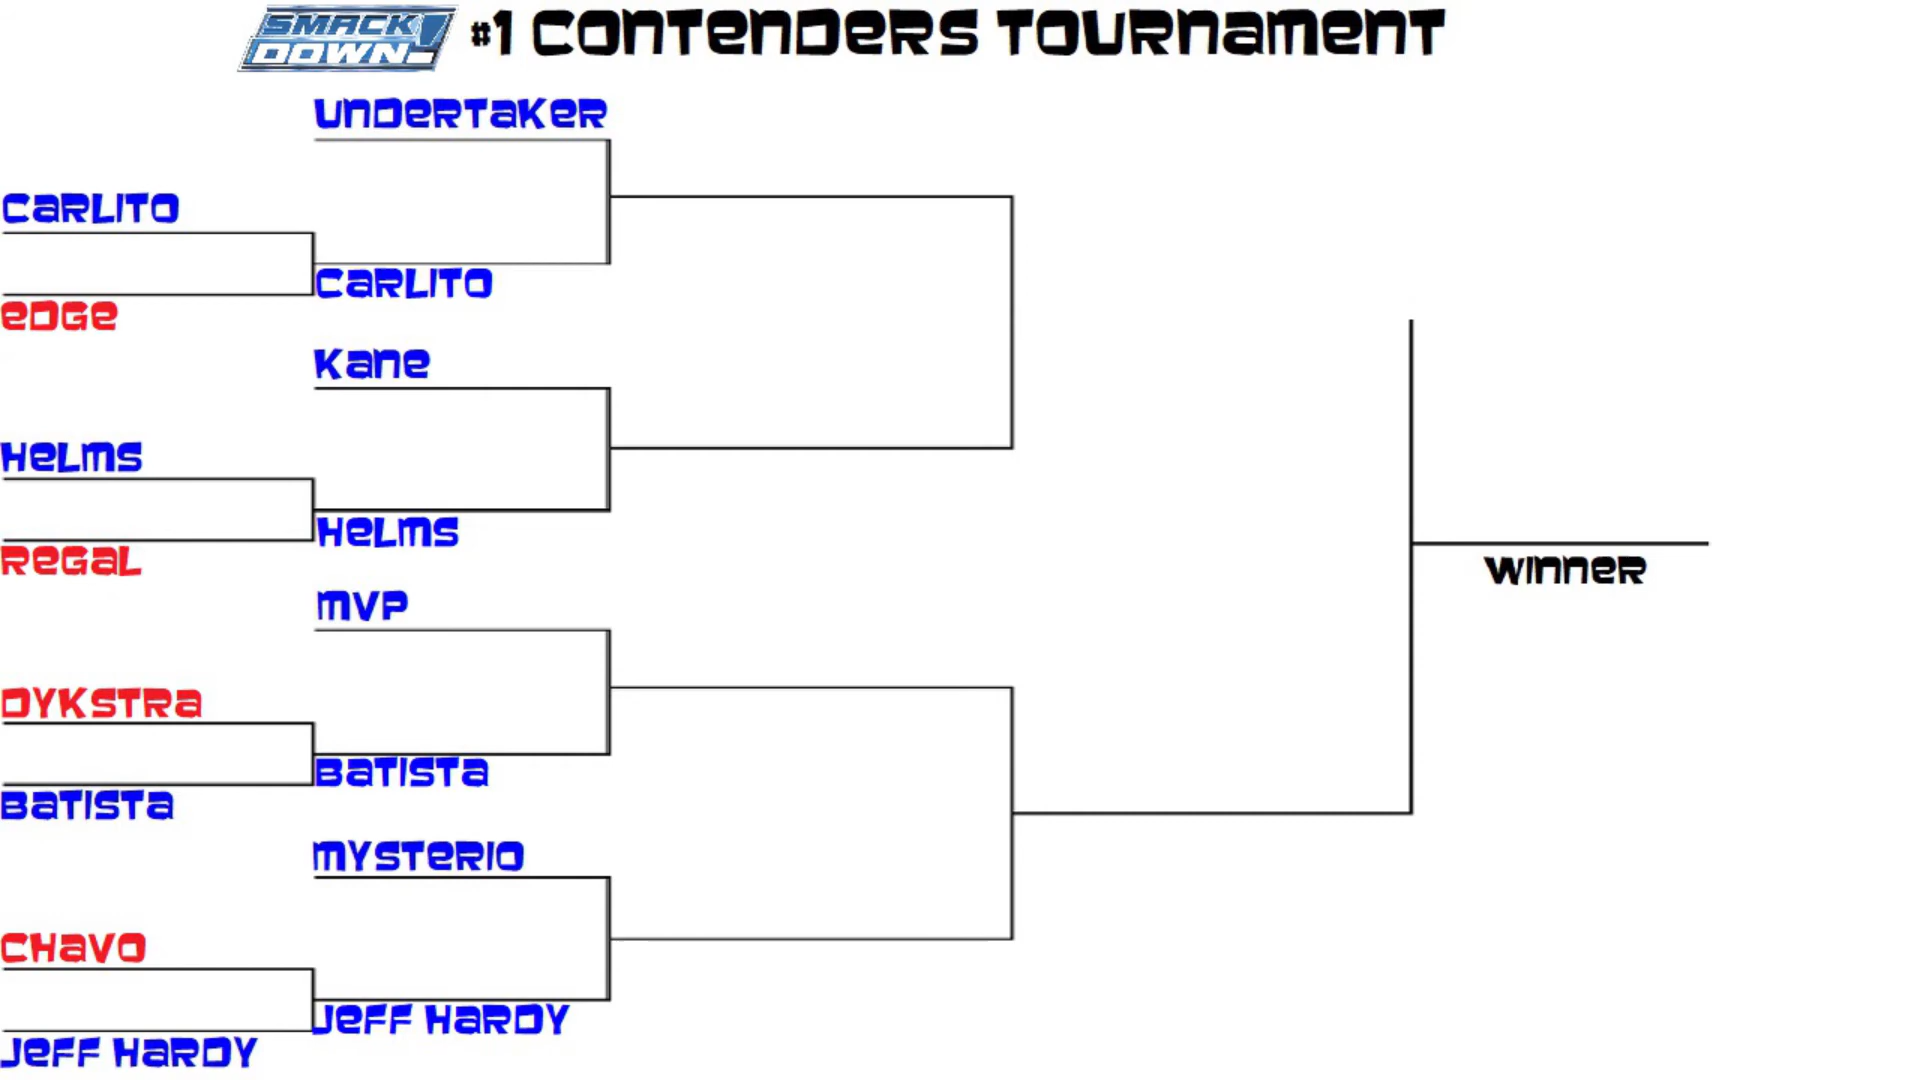 SMACK DOWN! #1 CONTENDERS TOURNAMENT
UNDERTAKER
CARLITO
CARLITO
EDGE
KANE
HELMS
HELMS
REGAL
MVP
WINNER
DYKSTRA
BATISTA
BATISTA
MYSTERIO
CHAVO
JEFF HARDY
JEFF HARDY